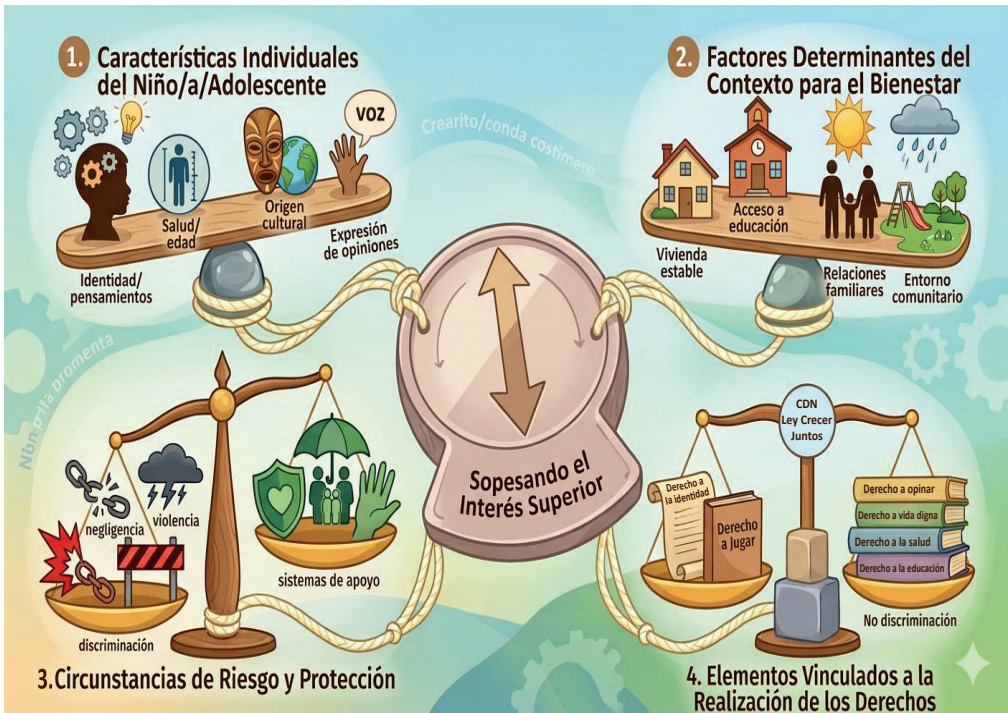 1. Características Individuales
del Niño/a/Adolescente
VOZ
Salud/
edad
Origen
cultural
Expresión
de opiniones
Identidad/
pensamientos
2. Factores Determinantes del
Contexto para el Bienestar
Acceso a
educación
Vivienda
estable
Relaciones
familiares
Entorno
comunitario
Crearito/conda costimero
Sopesando el
Interés Superior
negligencia
violencia
discriminación
sistemas de apoyo
3.Circunstancias de Riesgo y Protección
CDN
Ley Crecer
Juntos
Derecho a
la identidad
Derecho
a Jugar
Derecho a opinar
Derecho a vida digna
Derecho a la salud
Derecho a la educación
No discriminación
4. Elementos Vinculados a la
Realización de los Derechos